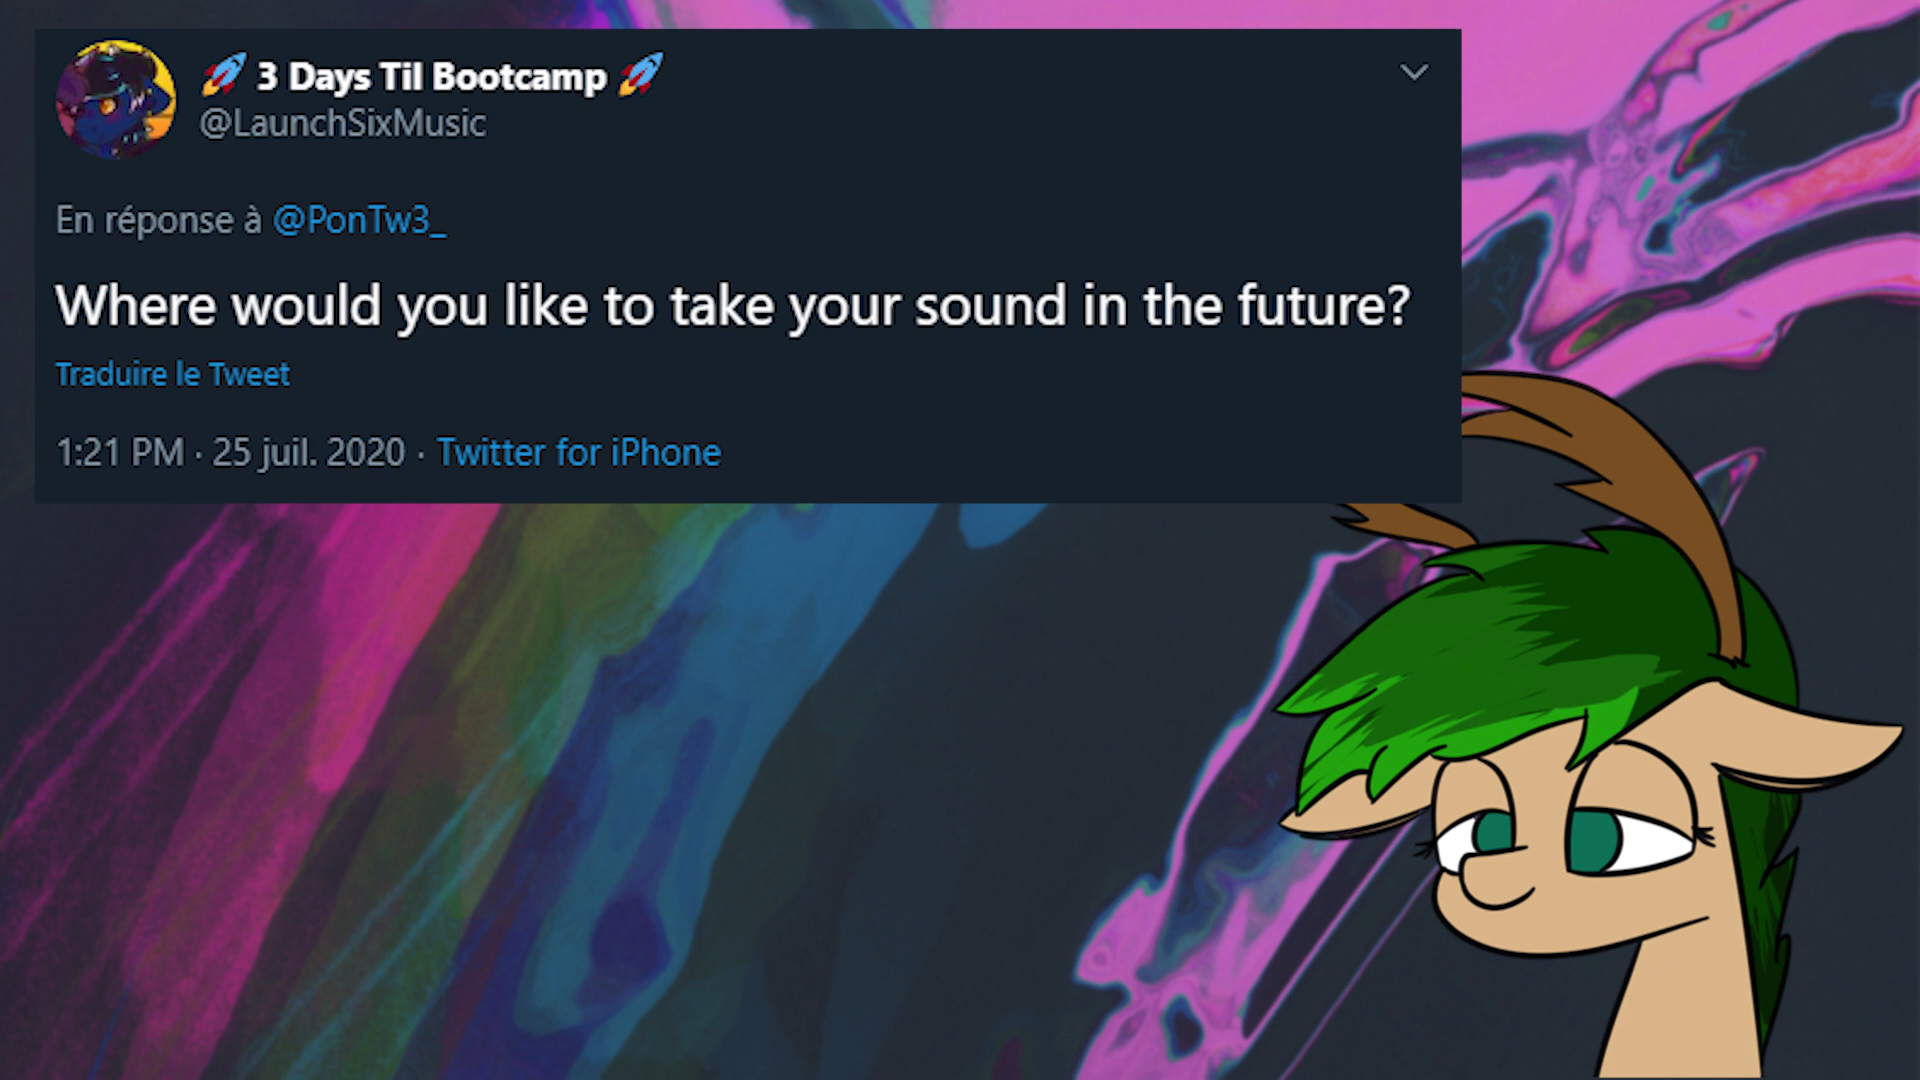 🚀 3 Days Til Bootcamp 🚀
@LaunchSixMusic
En réponse à @PonTw3_
Where would you like to take your sound in the future?
Traduire le Tweet
1:21 PM · 25 juil. 2020 · Twitter for iPhone